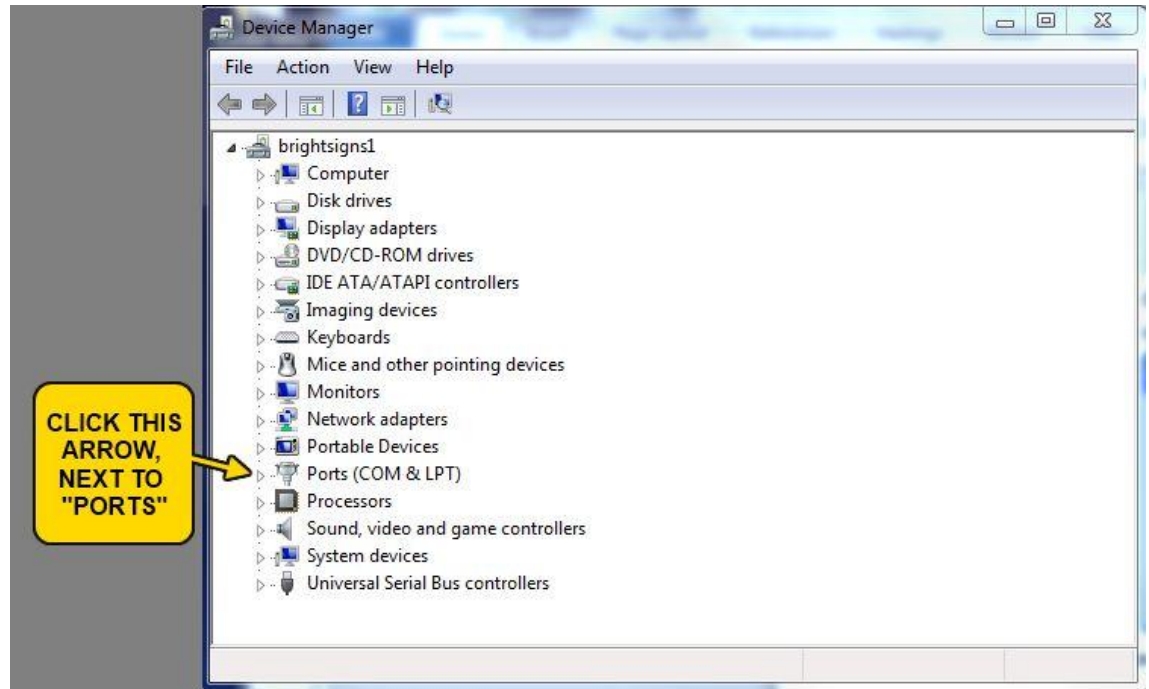 Device Manager
File Action View Help
brightsigns1
Computer
Disk drives
Display adapters
DVD/CD-ROM drives
IDE ATA/ATAPI controllers
Imaging devices
Keyboards
Mice and other pointing devices
Monitors
Network adapters
Portable Devices
Ports (COM & LPT)
Processors
Sound, video and game controllers
System devices
Universal Serial Bus controllers
CLICK THIS
ARROW,
NEXT TO
"PORTS"